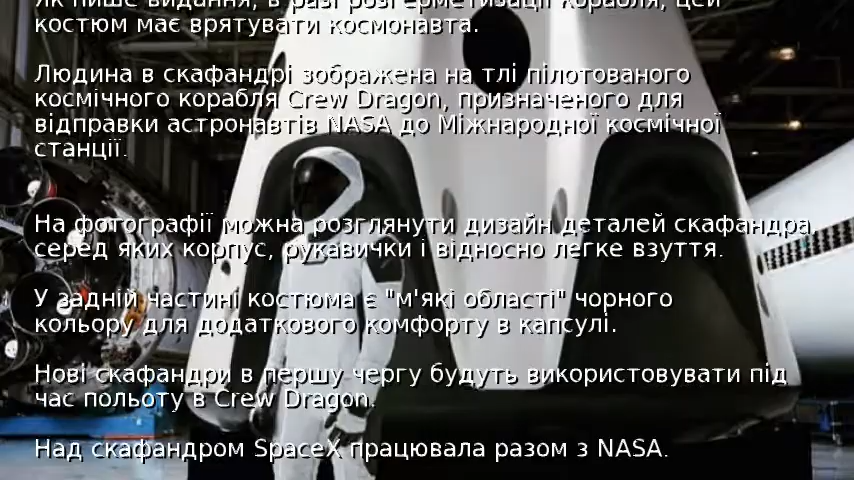 Як пише видання, в разі розгерметизації корабля, цей
костюм має врятувати космонавта.
Людина в скафандрі зображена на тлі пілотованого
космічного корабля Crew Dragon, призначеного для
відправки астронавтів NASA до Міжнародної космічної
станції.
На фотографії можна розглянути дизайн деталей скафандра,
серед яких корпус, рукавички і відносно легке взуття.
У задній частині костюма є "м'які області" чорного
кольору для додаткового комфорту в капсулі.
Нові скафандри в першу чергу будуть використовувати під
час польоту в Crew Dragon.
Над скафандром SpaceX працювала разом з NASA.